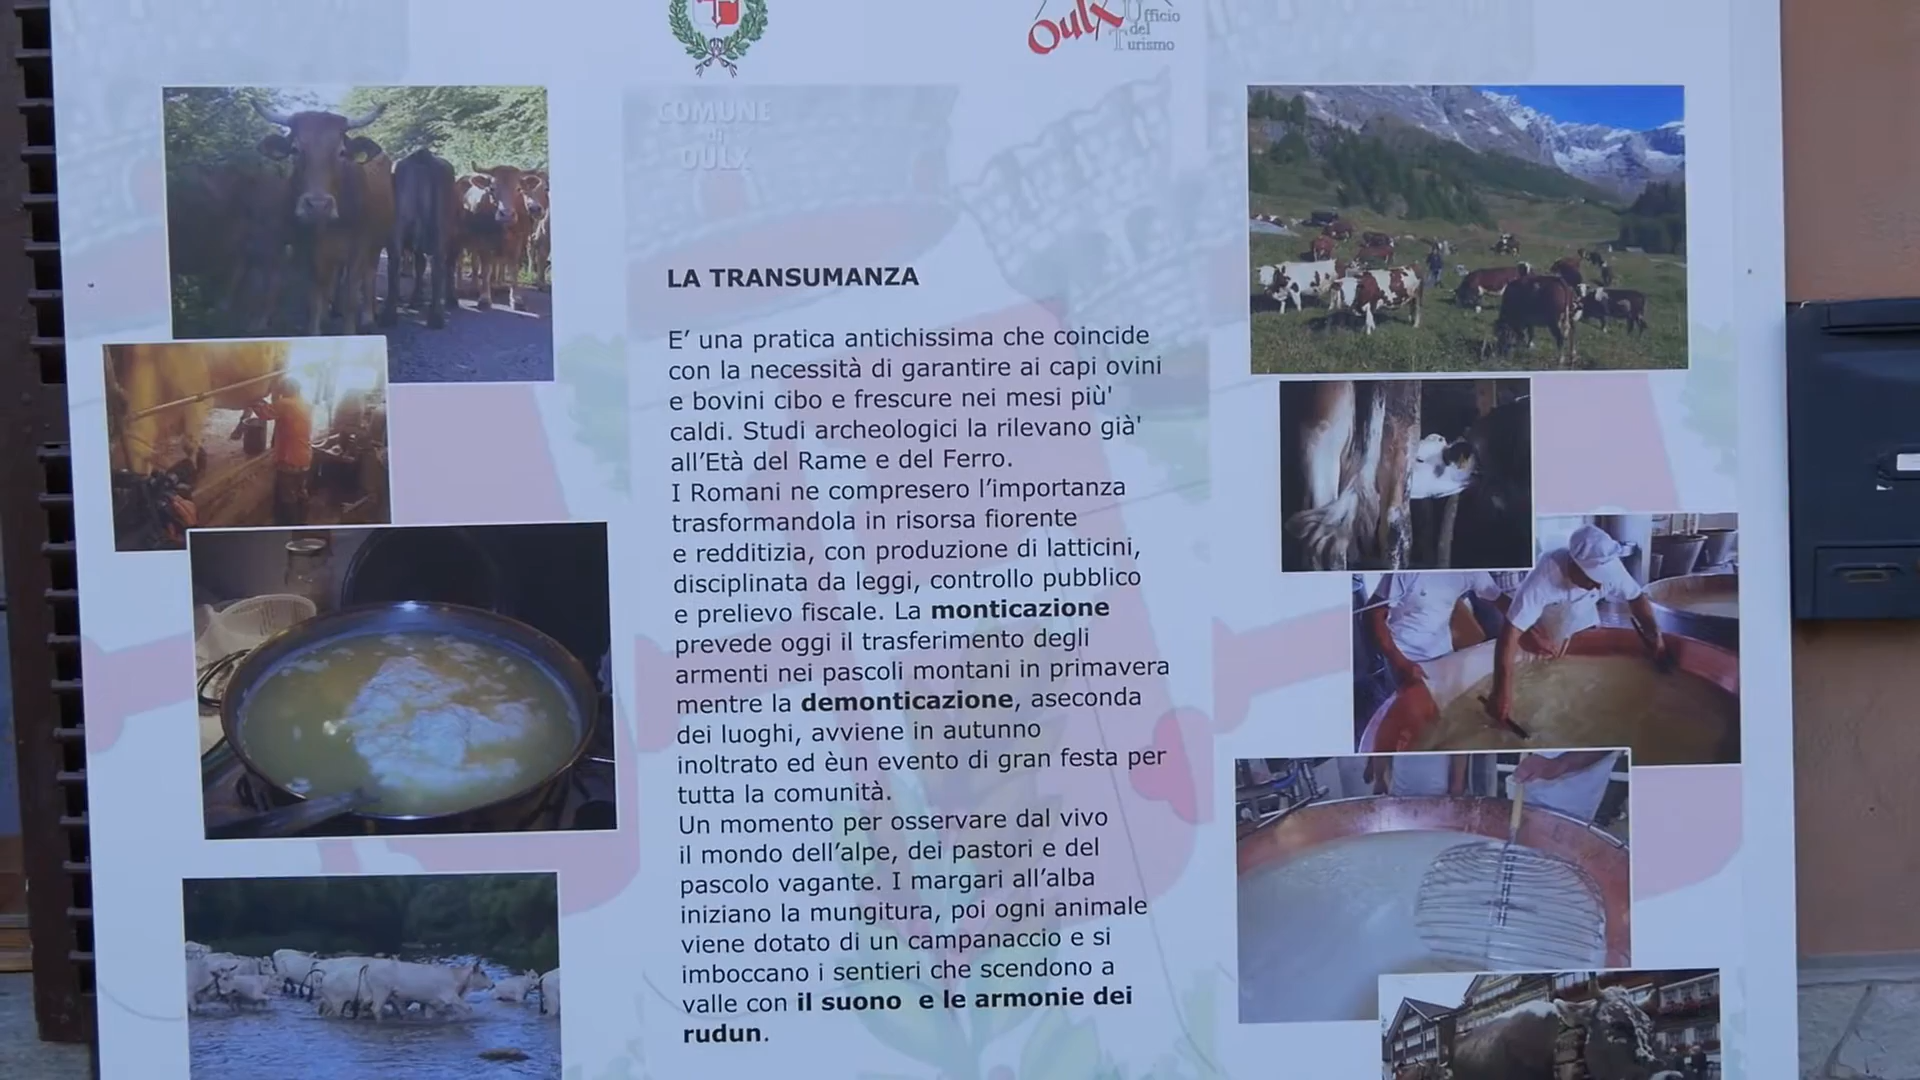 Oulx Ufficio
del
Turismo
COMUNE
di
OULX
LA TRANSUMANZA
E’ una pratica antichissima che coincide
con la necessità di garantire ai capi ovini
e bovini cibo e frescure nei mesi più'
caldi. Studi archeologici la rilevano già'
all’Età del Rame e del Ferro.
I Romani ne compresero l’importanza
trasformandola in risorsa fiorente
e redditizia, con produzione di latticini,
disciplinata da leggi, controllo pubblico
e prelievo fiscale. La monticazione
prevede oggi il trasferimento degli
armenti nei pascoli montani in primavera
mentre la demonticazione, aseconda
dei luoghi, avviene in autunno
inoltrato ed èun evento di gran festa per
tutta la comunità.
Un momento per osservare dal vivo
il mondo dell’alpe, dei pastori e del
pascolo vagante. I margari all’alba
iniziano la mungitura, poi ogni animale
viene dotato di un campanaccio e si
imboccano i sentieri che scendono a
valle con il suono e le armonie dei
rudun.